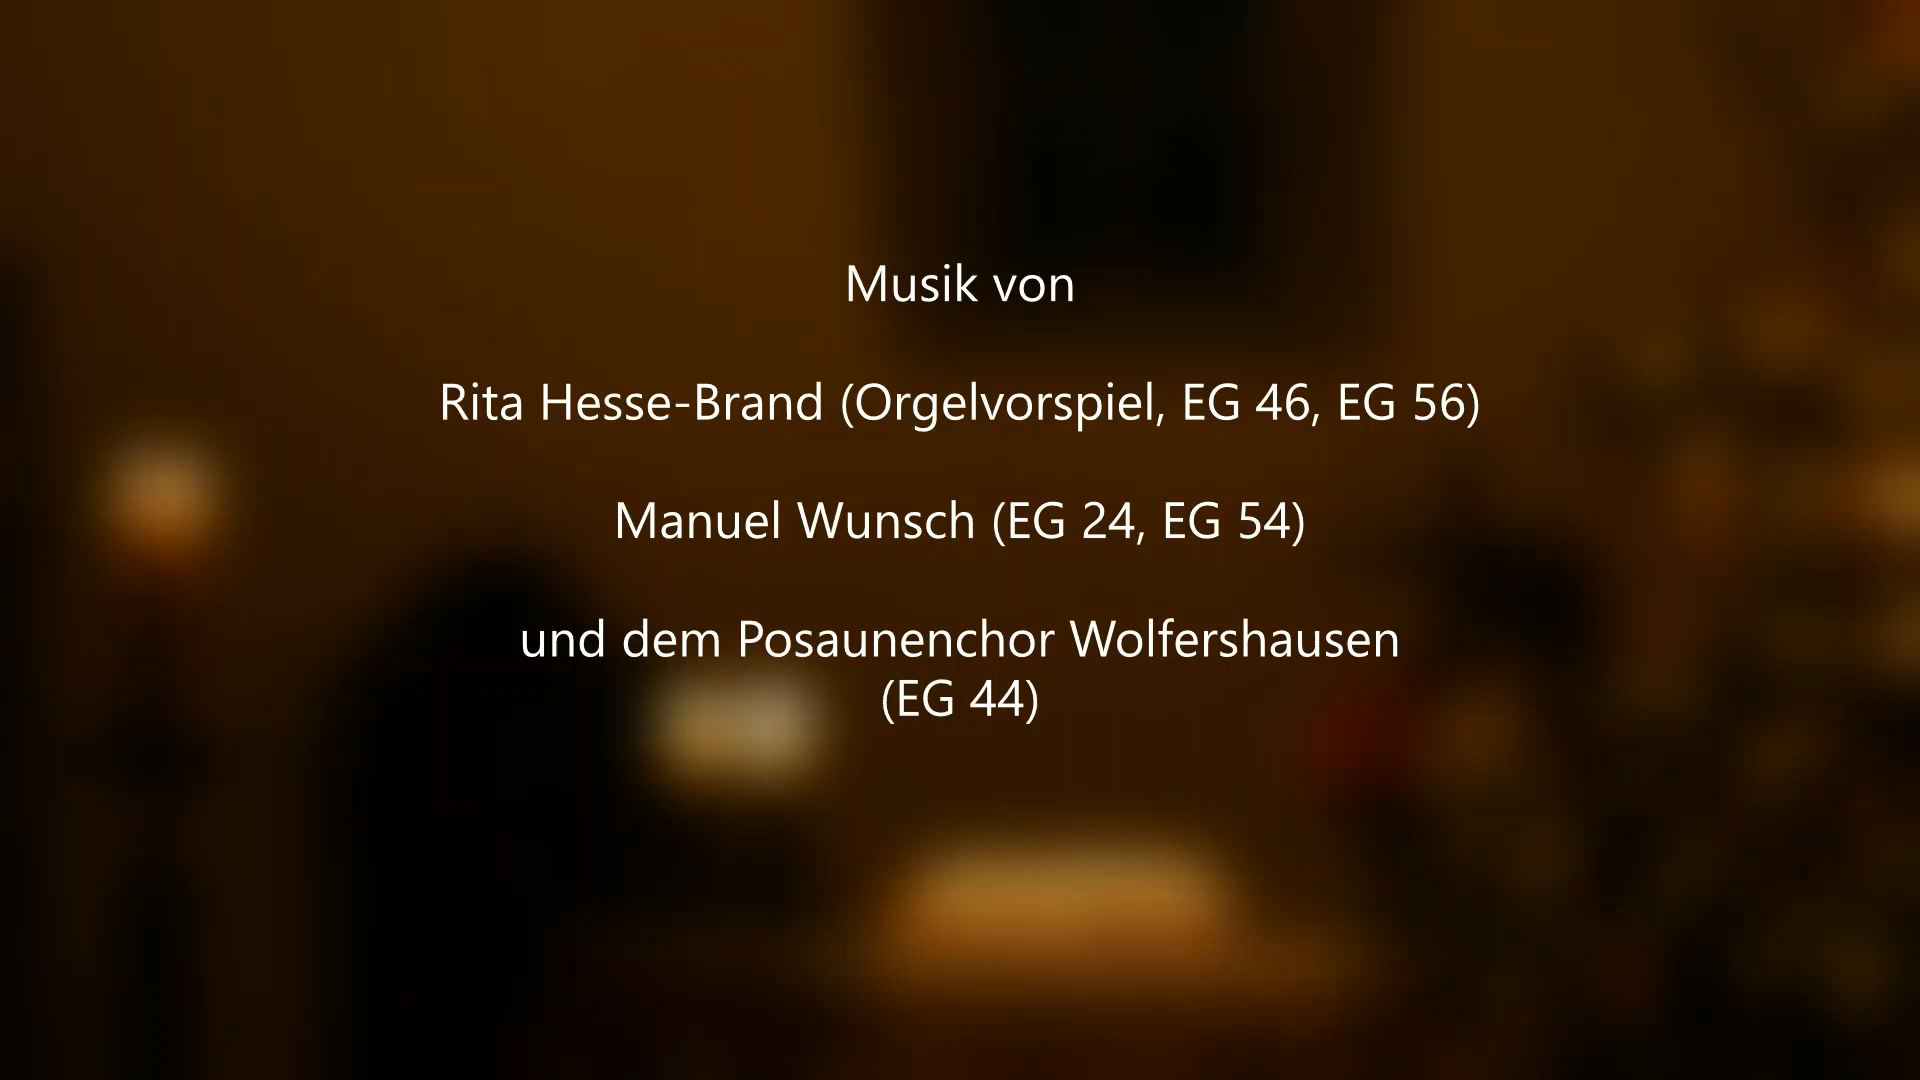 Musik von
Rita Hesse-Brand (Orgelvorspiel, EG 46, EG 56)
Manuel Wunsch (EG 24, EG 54)
und dem Posaunenchor Wolfershausen
(EG 44)